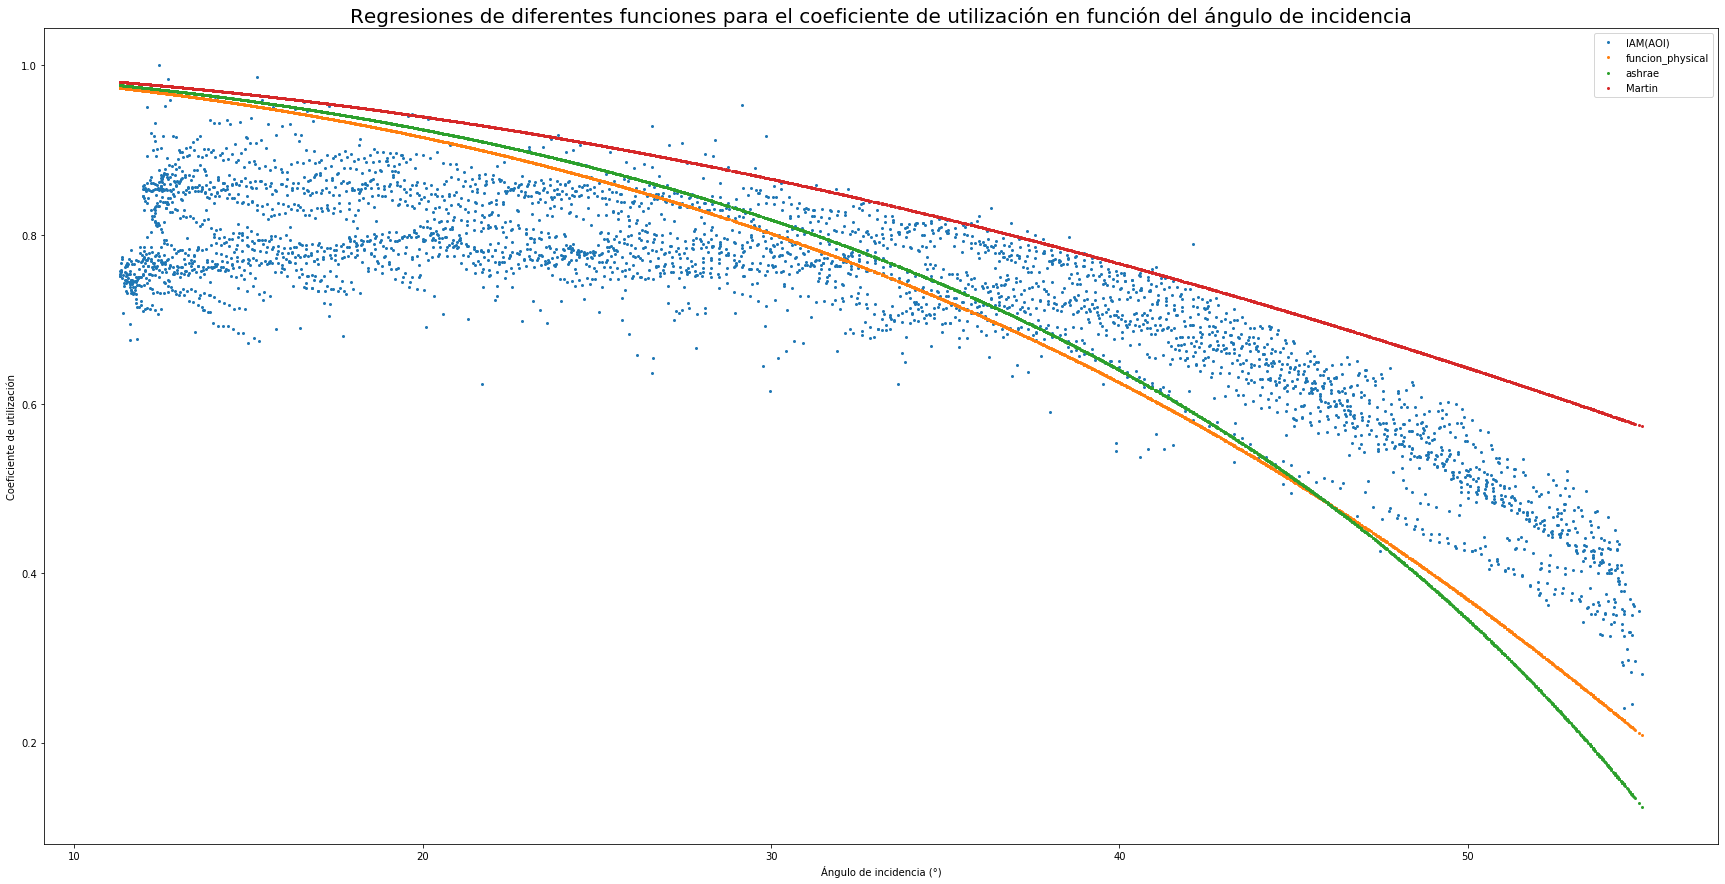 Regresiones de diferentes funciones para el coeficiente de utilización en función del ángulo de incidencia
IAM(AOI)
funcion_physical
ashrae
Martin
Coeficiente de utilización
1.0
0.8
0.6
0.4
0.2
10
20
30
40
50
Ángulo de incidencia (°)